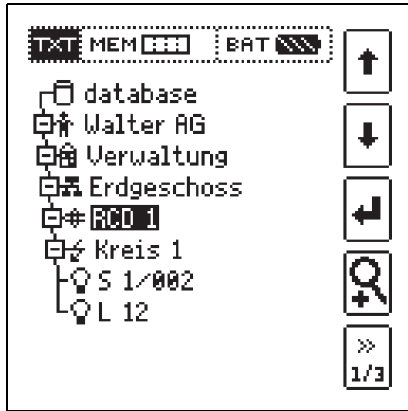 TXT MEM BAT
database
Walter AG
Verwaltung
Erdgeschoss
RCD 1
Kreis 1
S 1/002
L 12
»
1/3